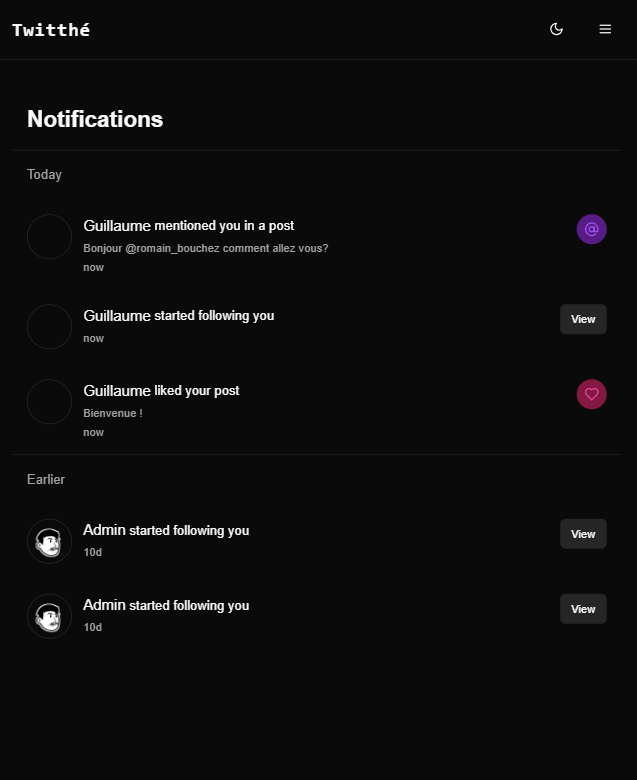 Twitthé
Notifications
Today
Guillaume mentioned you in a post
Bonjour @romain_bouchez comment allez vous?
now
Guillaume started following you
View
now
Guillaume liked your post
Bienvenue !
now
Earlier
Admin started following you
View
10d
Admin started following you
View
10d